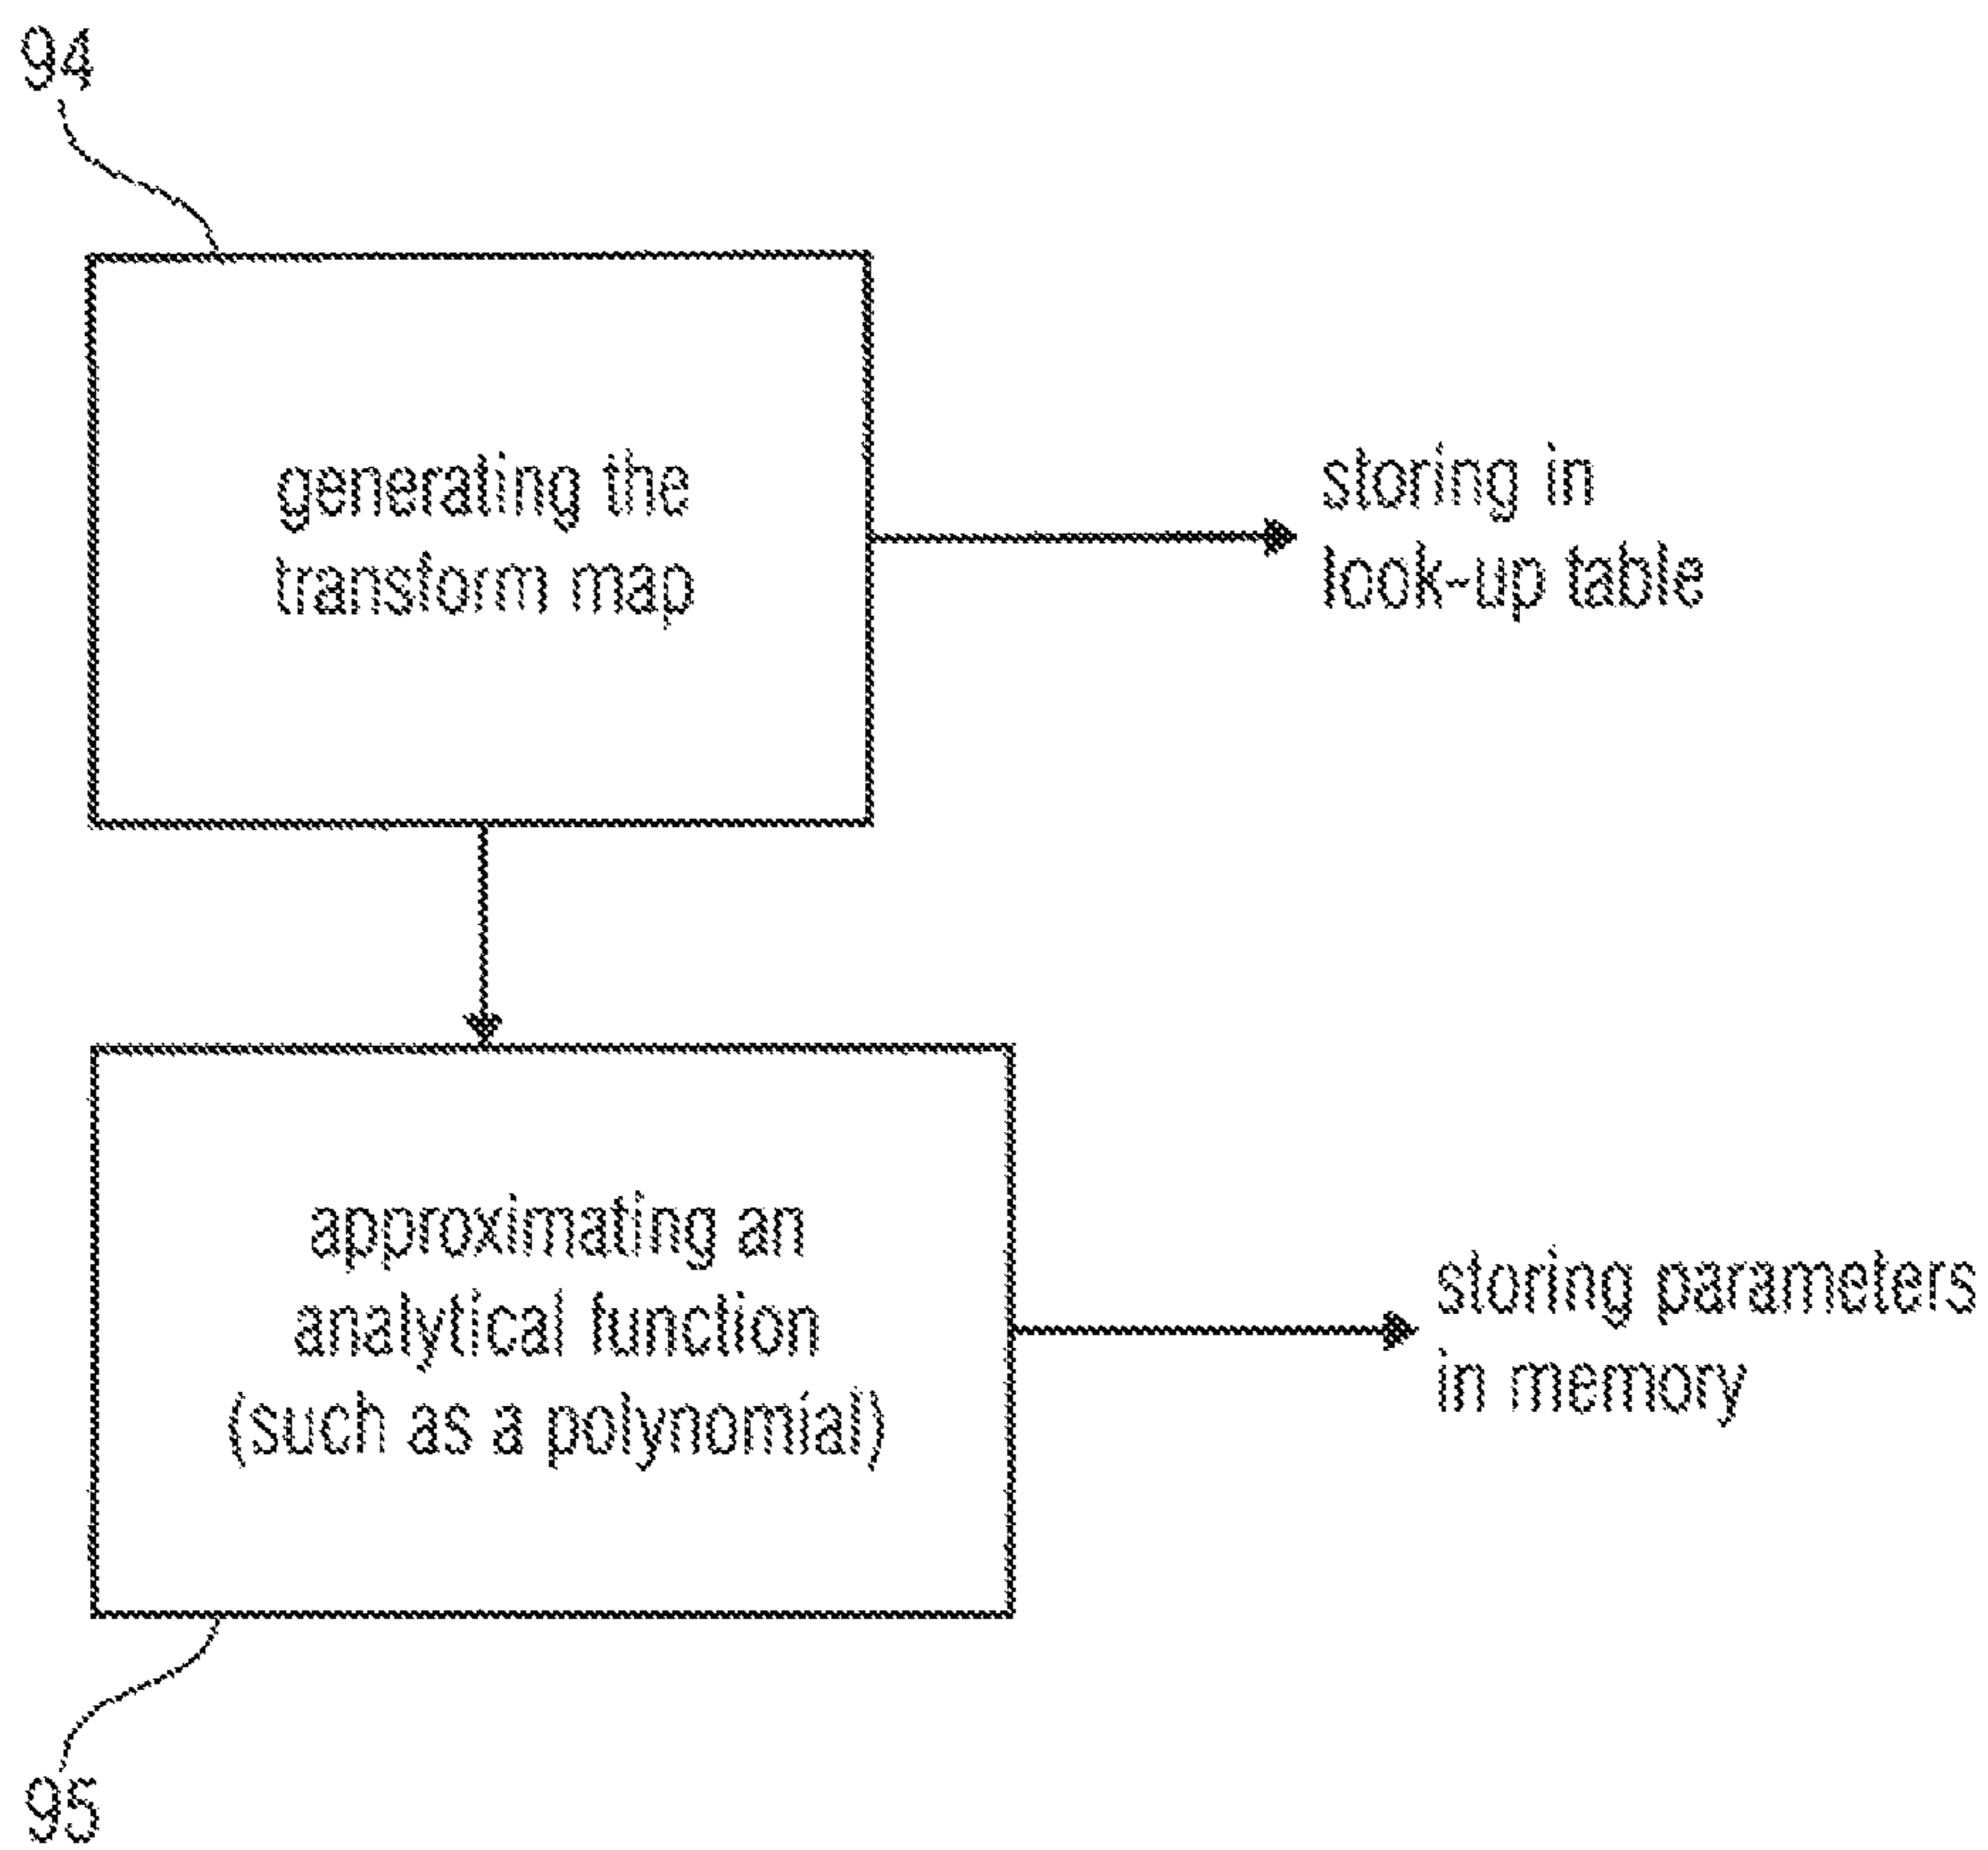 94
generating the
transform map
storing in
look-up table
approximating an
analytical function
(such as a polynomial)
storing parameters
in memory
95